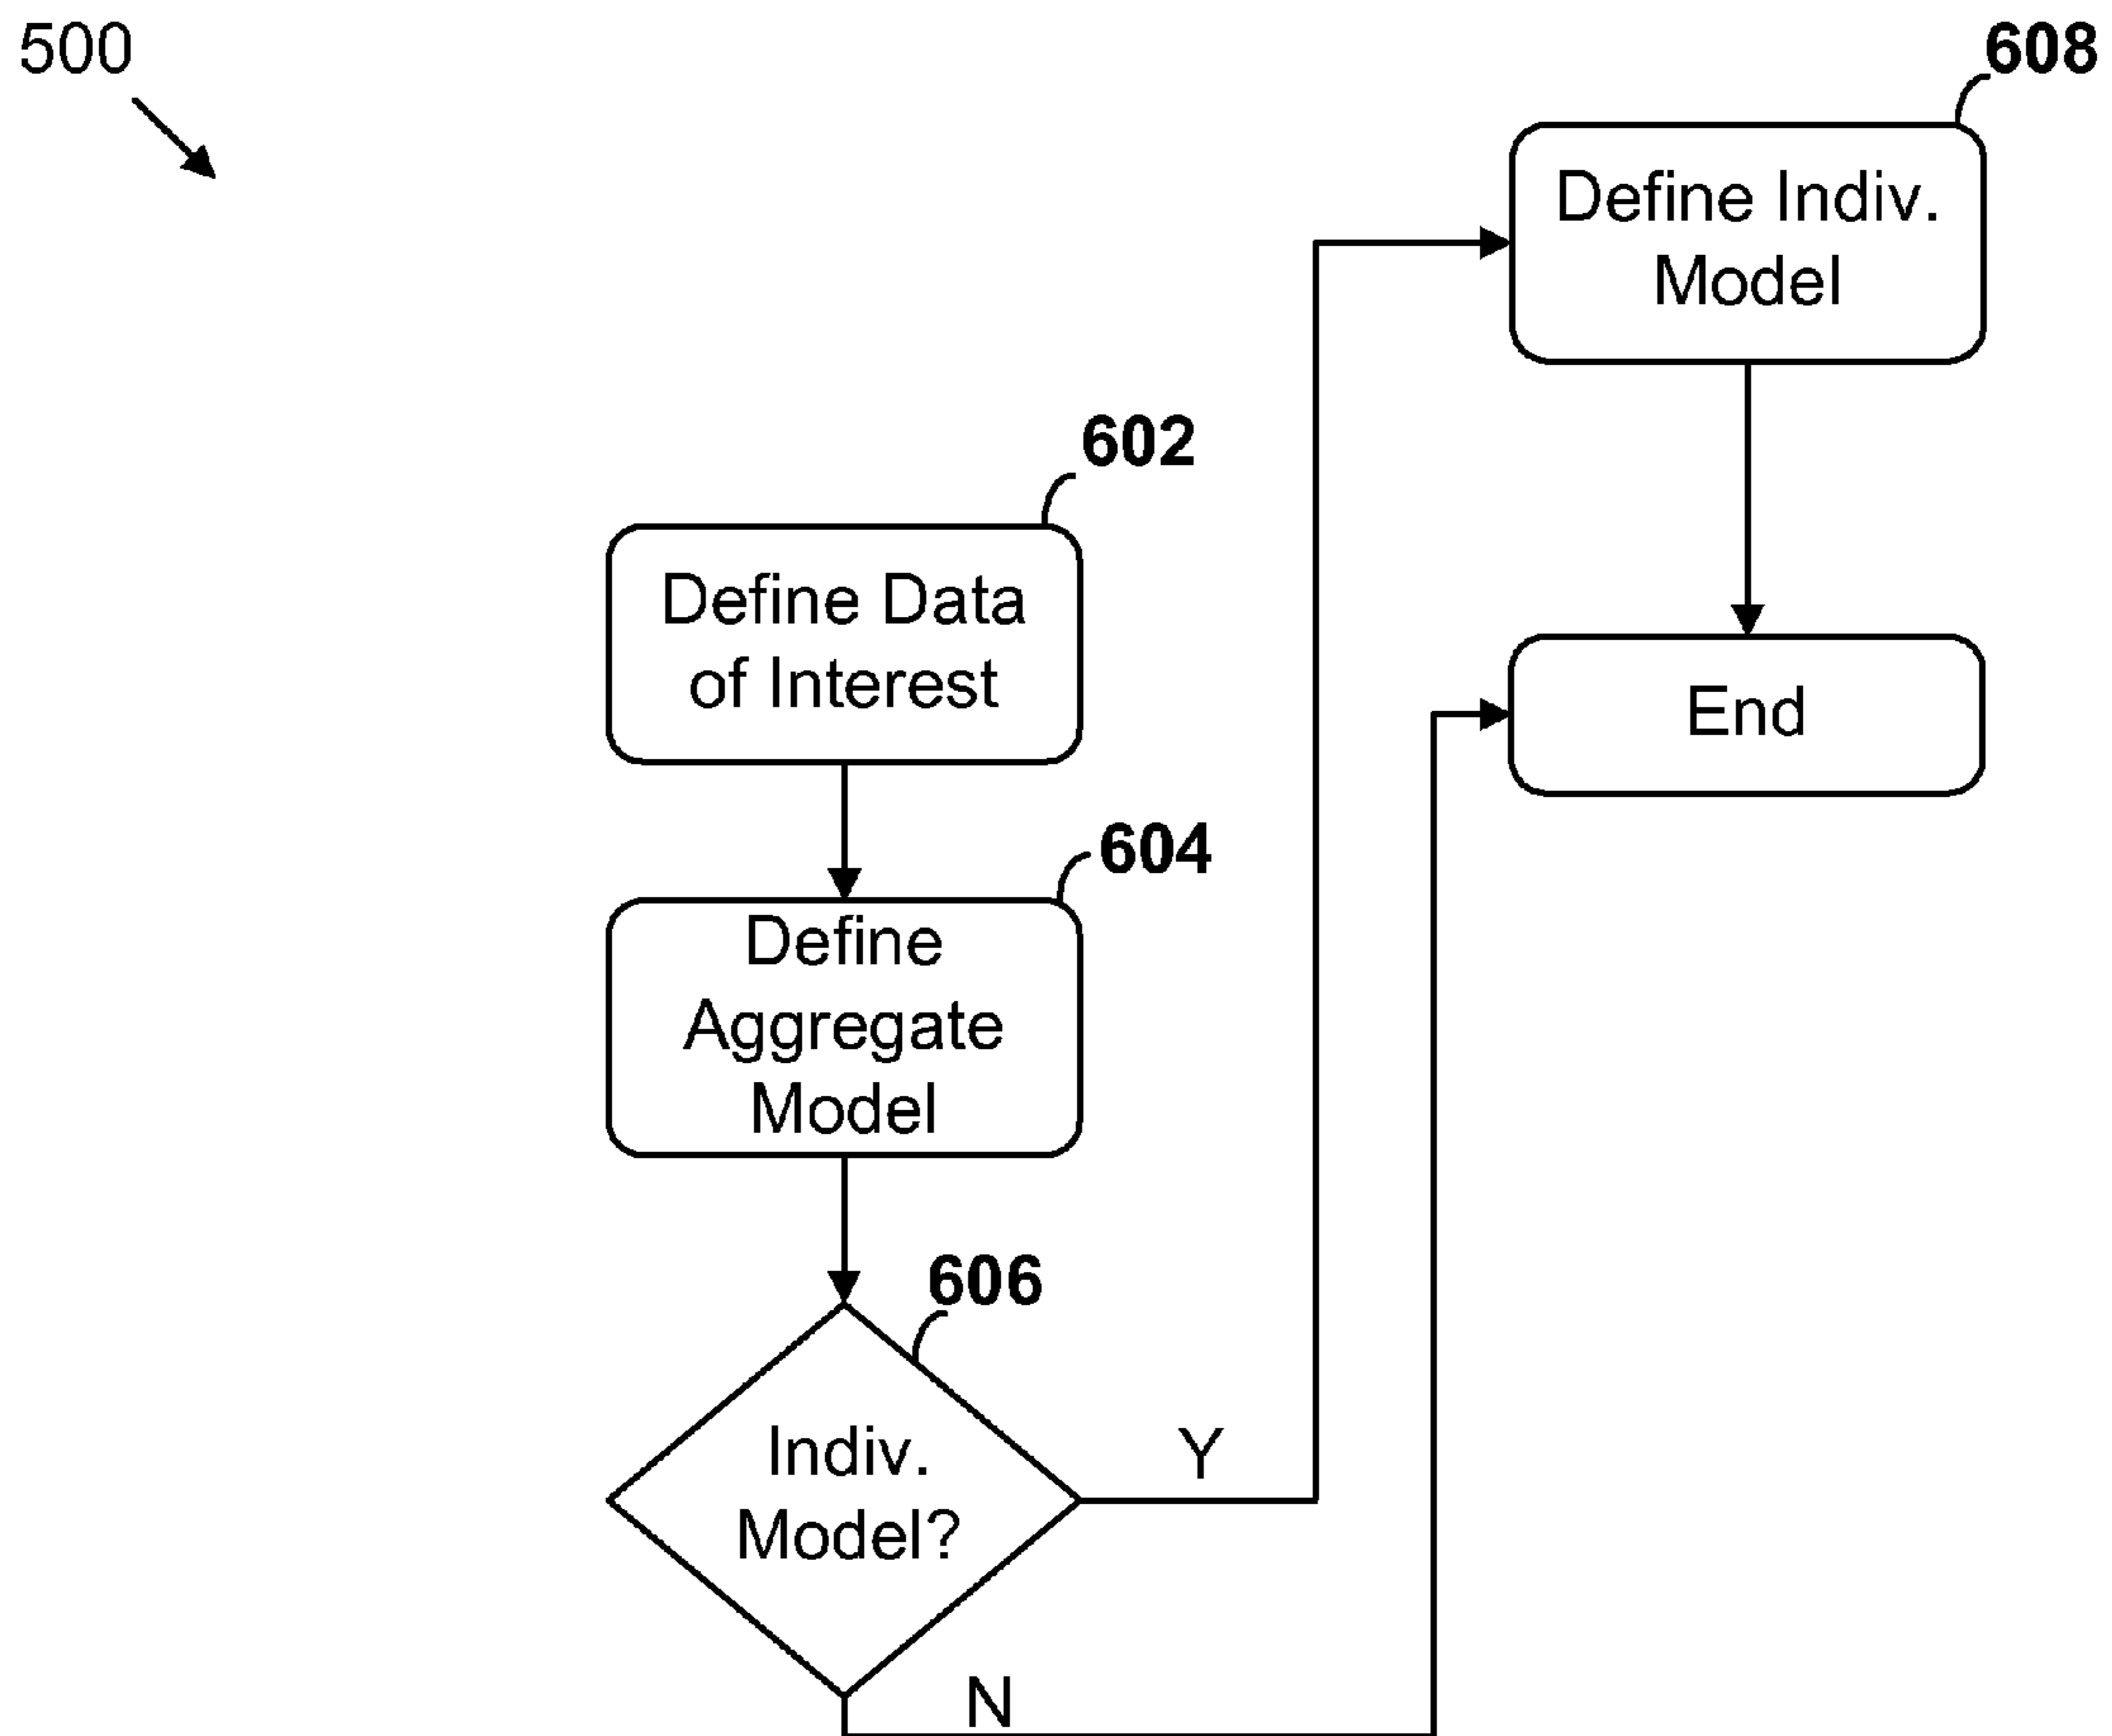 500
602
Define Data
of Interest
604
Define
Aggregate
Model
606
Indiv.
Model?
Y
N
608
Define Indiv.
Model
End